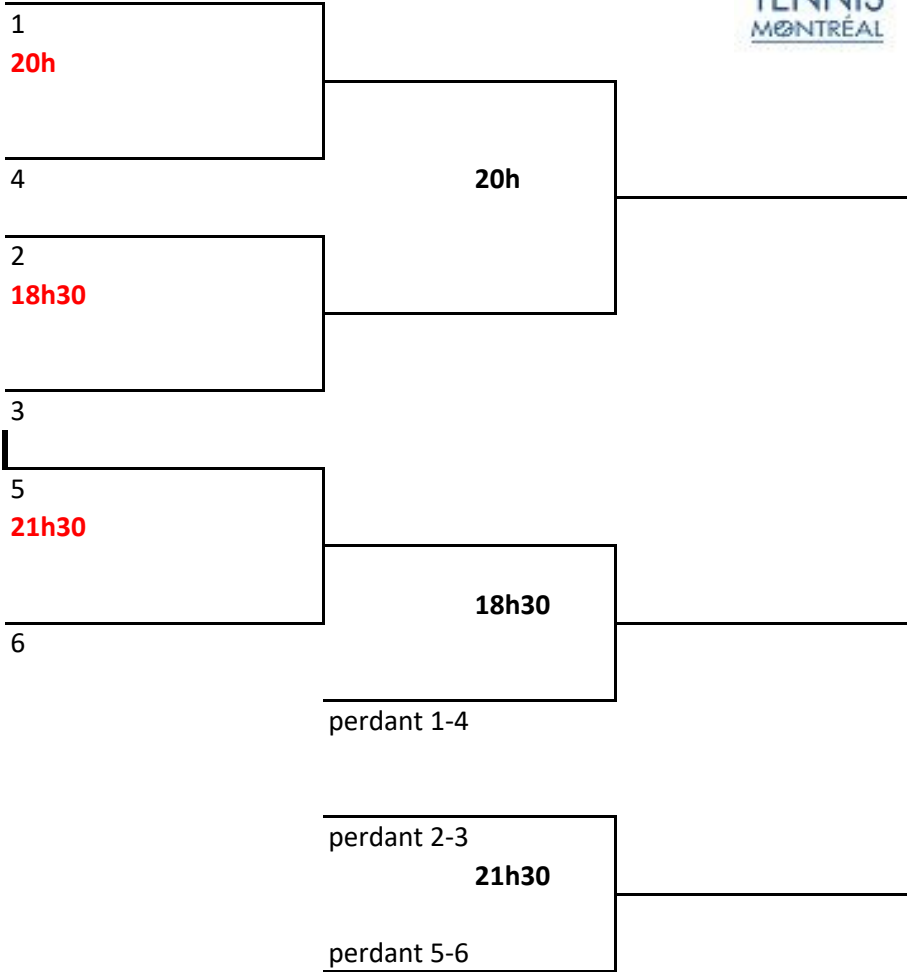 TENNIS
MONTRÉAL
1
20h
4
20h
2
18h30
3
5
21h30
18h30
6
perdant 1-4
perdant 2-3
21h30
perdant 5-6